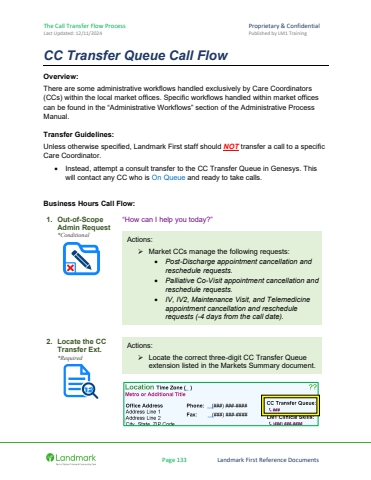 The Call Transfer Flow Process Proprietary & Confidential
Last Updated: 12/11/2024 Published by LM1 Training
CC Transfer Queue Call Flow
Overview:
There are some administrative workflows handled exclusively by Care Coordinators
(CCs) within the local market offices. Specific workflows handled within market offices
can be found in the “Administrative Workflows” section of the Administrative Process
Manual.
Transfer Guidelines:
Unless otherwise specified, Landmark First staff should NOT transfer a call to a specific
Care Coordinator.
• Instead, attempt a consult transfer to the CC Transfer Queue in Genesys. This
will contact any CC who is On Queue and ready to take calls.
Business Hours Call Flow:
1. Out-of-Scope “How can I help you today?”
Admin Request
*Conditional
Actions:
➢ Market CCs manage the following requests:
• Post-Discharge appointment cancellation and
reschedule requests.
• Palliative Co-Visit appointment cancellation and
reschedule requests.
• IV, IV2, Maintenance Visit, and Telemedicine
appointment cancellation and reschedule
requests (-4 days from the call date).
2. Locate the CC
Transfer Ext.
*Required
Actions:
➢ Locate the correct three-digit CC Transfer Queue
extension listed in the Markets Summary document.
Location Time Zone (_ ) ??
Metro or Additional Title
CC Transfer Queue:
Office Address Phone: _(###) ###-####
Address Line 1 Fax: _(###) ###-####
Address Line 2 LM1 Clinical Skills:
City, State, ZIP Code
Landmark
Page 133 Landmark First Reference Documents